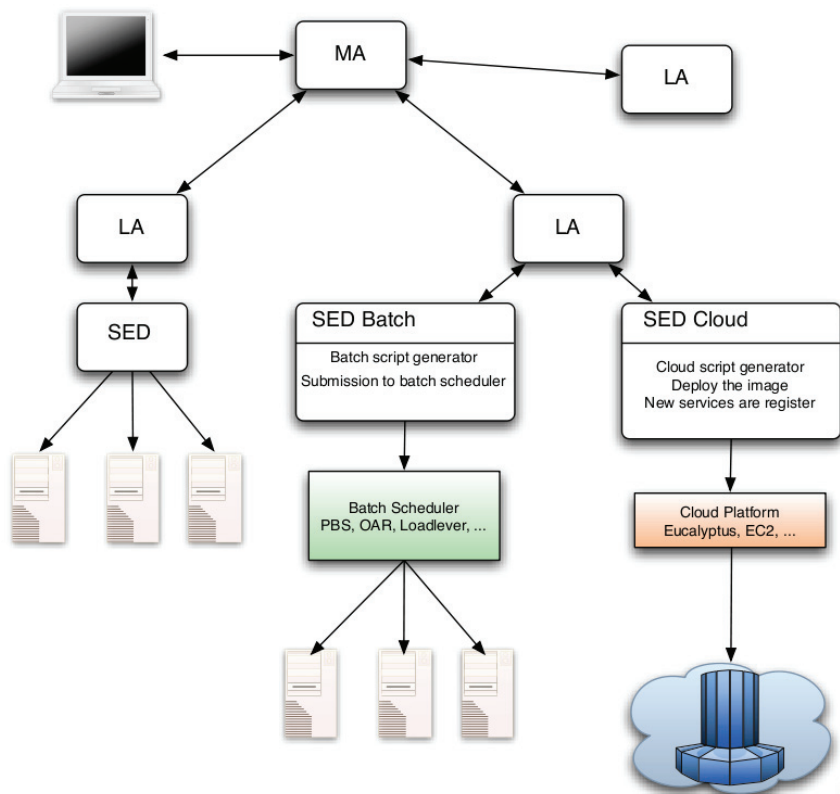 MA
LA
LA
LA
SED
SED Batch
Batch script generator
Submission to batch scheduler
SED Cloud
Cloud script generator
Deploy the image
New services are register
Batch Scheduler
PBS, OAR, Loadlever, ...
Cloud Platform
Eucalyptus, EC2, ...